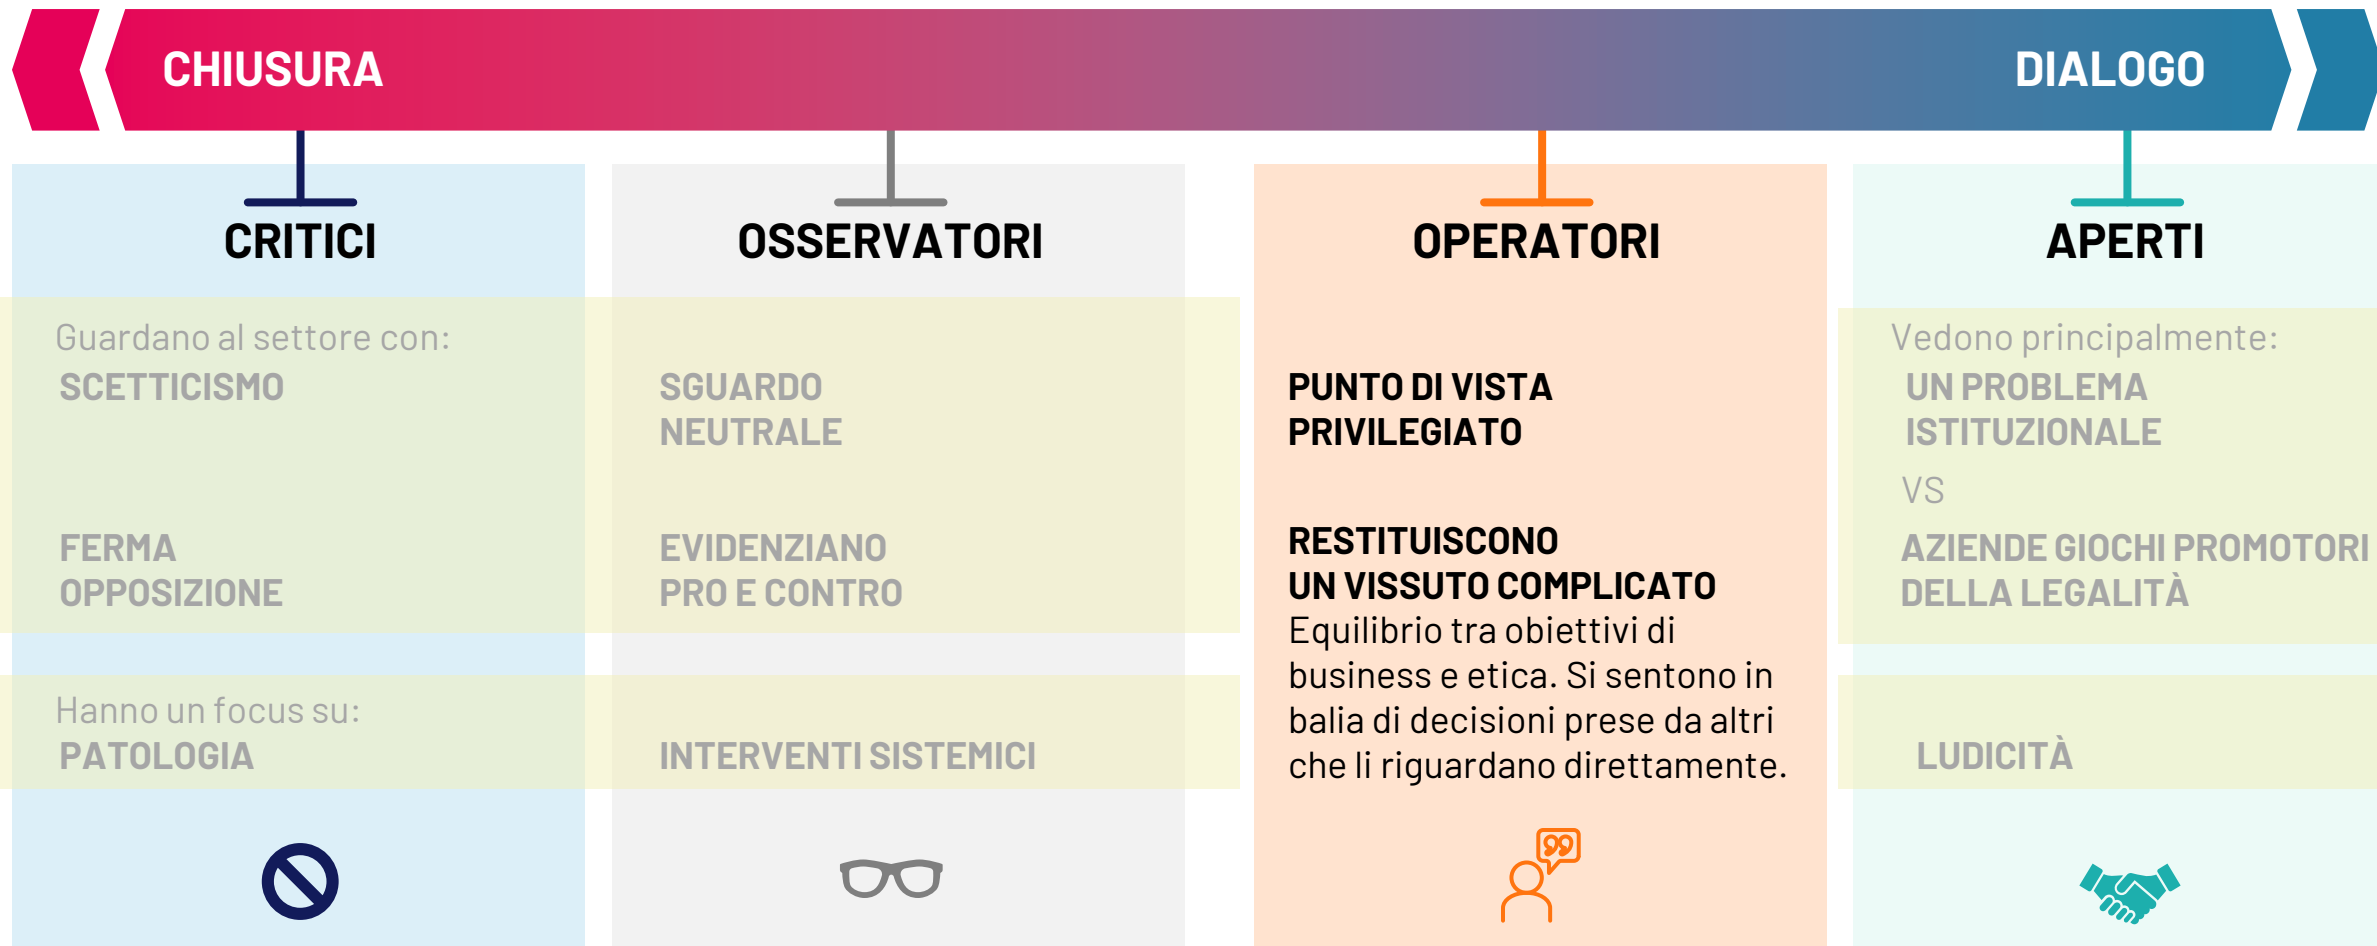 CHIUSURA
DIALOGO
CRITICI
Guardano al settore con:
SCETTICISMO
FERMA
OPPOSIZIONE
Hanno un focus su:
PATOLOGIA
OSSERVATORI
SGUARDO
NEUTRALE
EVIDENZIANO
PRO E CONTRO
INTERVENTI SISTEMICI
OPERATORI
PUNTO DI VISTA
PRIVILEGIATO
RESTITUISCONO
UN VISSUTO COMPLICATO
Equilibrio tra obiettivi di
business e etica. Si sentono in
balia di decisioni prese da altri
che li riguardano direttamente.
APERTI
Vedono principalmente:
UN PROBLEMA
ISTITUZIONALE
VS
AZIENDE GIOCHI PROMOTORI
DELLA LEGALITÀ
LUDICITÀ